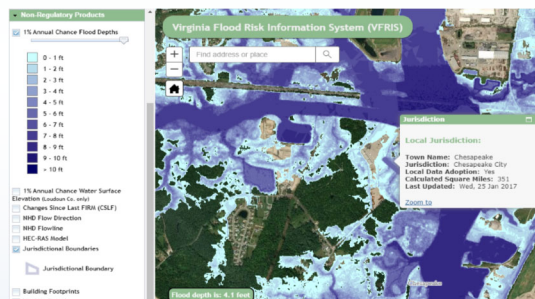 Non-Regulatory Products
1% Annual Chance Flood Depths
0 - 1 ft
1 - 2 ft
2 - 3 ft
3 - 4 ft
4 - 5 ft
5 - 6 ft
6 - 7 ft
7 - 8 ft
8 - 9 ft
9 - 10 ft
> 10 ft
1% Annual Chance Water Surface
Elevation (Loudoun Co. only)
Changes Since Last FIRM (CSLF)
NHD Flow Direction
NHD Flowline
HEC-RAS Model
Jurisdictional Boundaries
Jurisdictional Boundary
Building Footprints
Virginia Flood Risk Information System (VFRIS)
+
Find address or place
−
Jurisdiction
Local Jurisdiction:
Town Name: Chesapeake
Jurisdiction: Chesapeake City
Local Data Adoption: Yes
Calculated Square Miles: 351
Last Updated: Wed, 25 Jan 2017
Zoom to
Chesapeake
Flood depth is: 4.1 feet